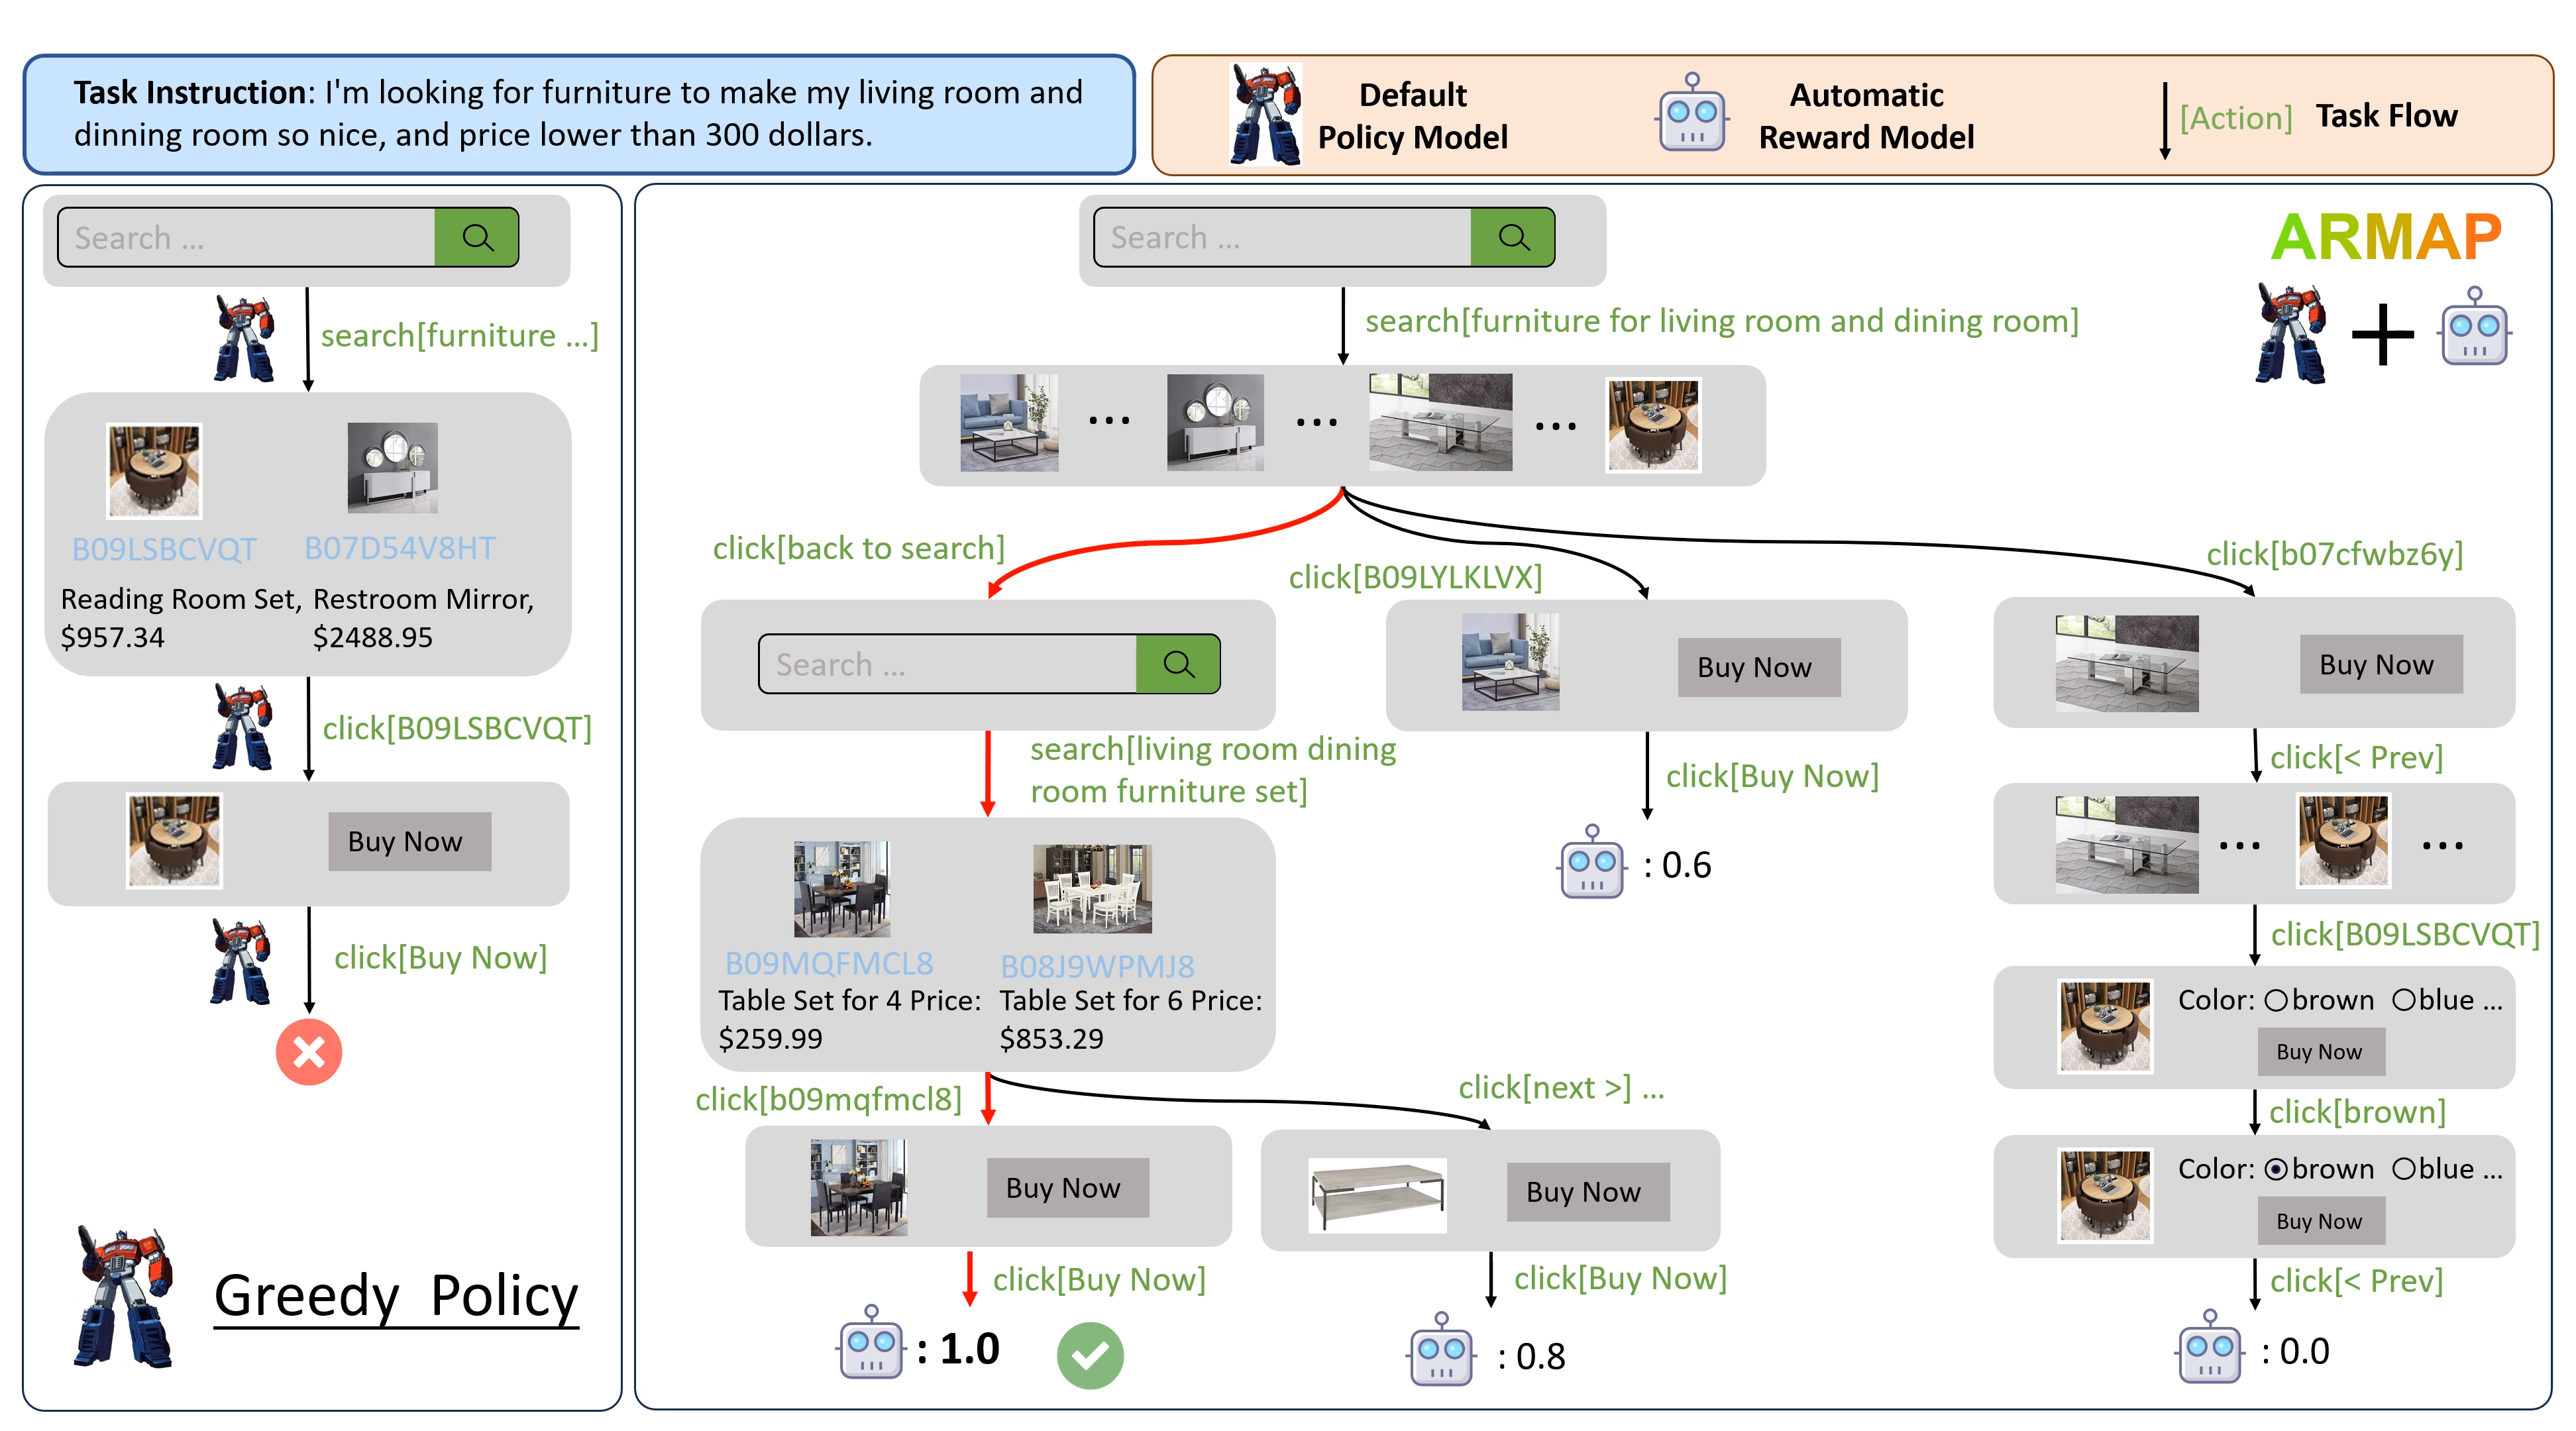 Task Instruction: I'm looking for furniture to make my living room and
dinning room so nice, and price lower than 300 dollars.
Default
Policy Model
Automatic
Reward Model
[Action]
Task Flow
Search ...
search[furniture ...]
B09LSBCVQT
B07D54V8HT
Reading Room Set,
$957.34
Restroom Mirror,
$2488.95
click[B09LSBCVQT]
Buy Now
click[Buy Now]
Greedy Policy
ARMAP
Search ...
search[furniture for living room and dining room]
...
...
...
click[back to search]
click[B09LYLKLVX]
click[b07cfwbz6y]
Search ...
search[living room dining
room furniture set]
B09MQFMCL8
B08J9WPMJ8
Table Set for 4 Price:
$259.99
Table Set for 6 Price:
$853.29
click[b09mqfmcl8]
click[next >] ...
Buy Now
click[Buy Now]
: 1.0
Buy Now
click[Buy Now]
: 0.8
Buy Now
click[Buy Now]
: 0.6
Buy Now
click[< Prev]
...
...
click[B09LSBCVQT]
Color: brown blue ...
Buy Now
click[brown]
Color: brown blue ...
Buy Now
click[< Prev]
: 0.0